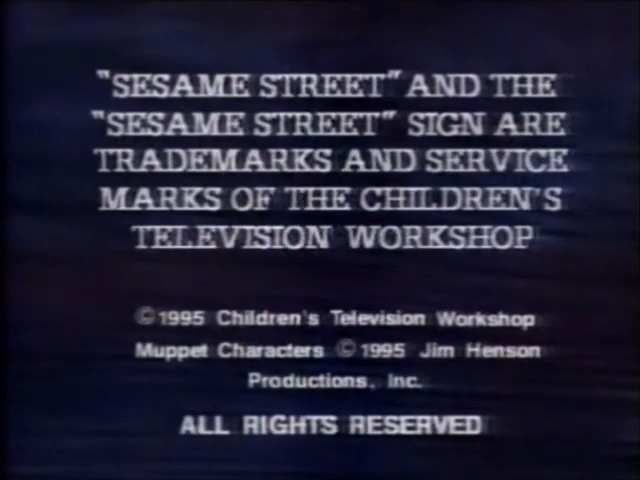 "SESAME STREET" AND THE
"SESAME STREET" SIGN ARE
TRADEMARKS AND SERVICE
MARKS OF THE CHILDREN'S
TELEVISION WORKSHOP
©1995 Children's Television Workshop
Muppet Characters ©1995 Jim Henson
Productions, Inc.
ALL RIGHTS RESERVED